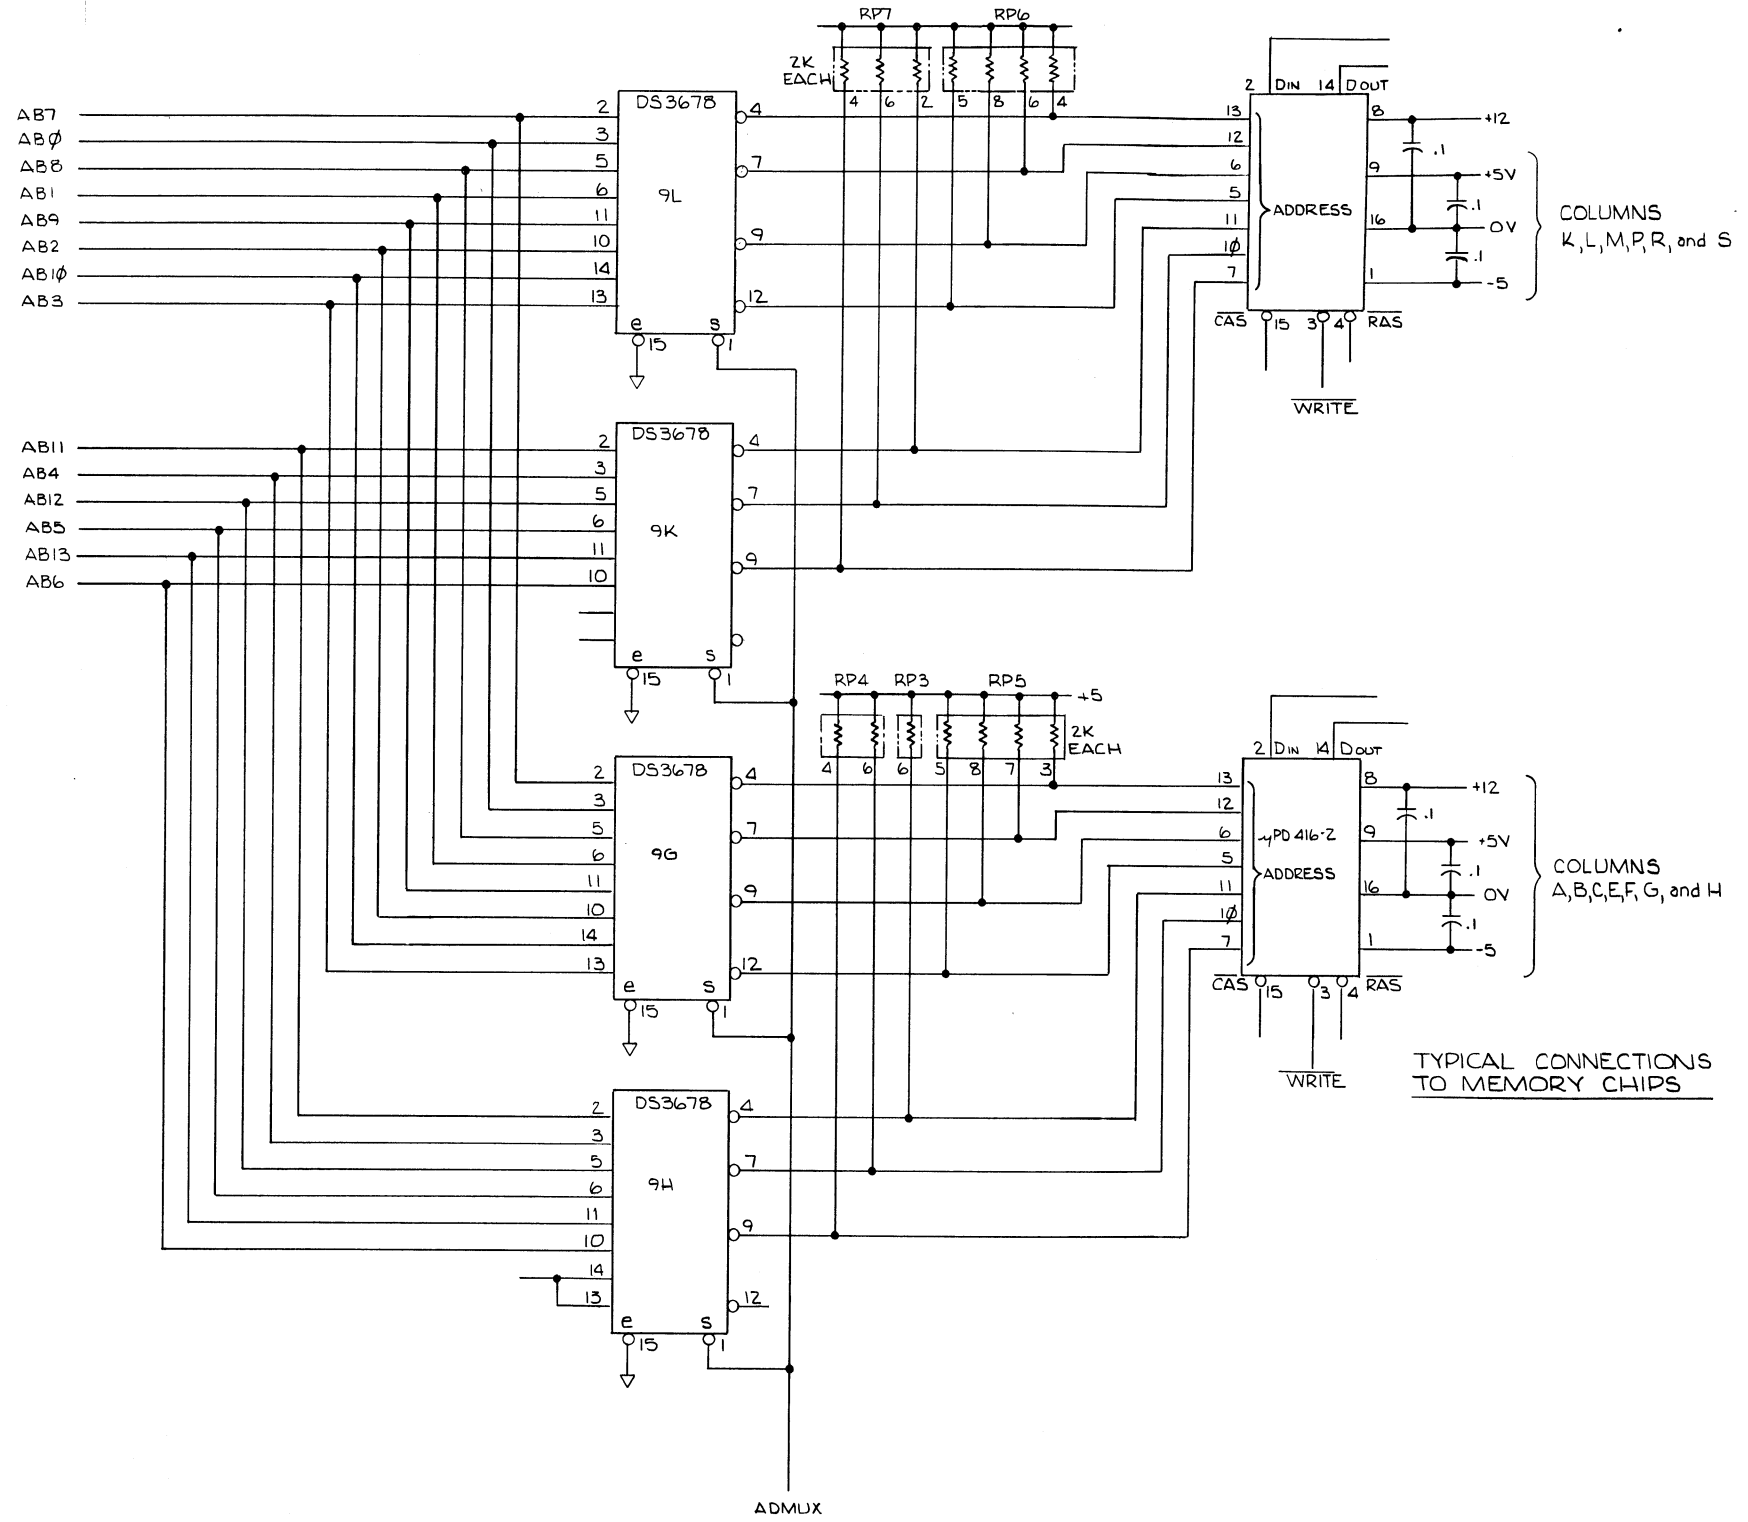 RP7 RP6
2K
EACH
4 6 2 5 8 6 4
2 DIN 14 DOUT
AB7 2 DS3678 4 13 8 +12
ABØ 3 12 .1
AB8 5 7 6 9 +5V
AB1 6 9L 5 ADDRESS .1
AB9 11 11 16 0V
AB2 10 9 1Ø .1
AB1Ø 14 7 1 -5
AB3 13 12
COLUMNS
K, L, M, P, R, and S
e 15 s 1
CAS 15 3 4 RAS
WRITE
AB11 2 DS3678 4
AB4 3
AB12 5 7
AB5 6 9K
AB13 11 9
AB6 10
e 15 s 1
RP4 RP3 RP5 +5
2K
EACH
4 6 6 5 8 7 3
2 DIN 14 DOUT
2 DS3678 4 13 8 +12
3 12 .1
5 7 6 µPD416-2 9 +5V
6 9G 5 ADDRESS .1
11 9 11 16 0V
10 1Ø .1
14 7 1 -5
13 12
COLUMNS
A, B, C, E, F, G, and H
e 15 s 1
CAS 15 3 4 RAS
WRITE
TYPICAL CONNECTIONS
TO MEMORY CHIPS
2 DS3678 4
3
5 7
6 9H
11 9
10
14
13 12
e 15 s 1
ADMUX